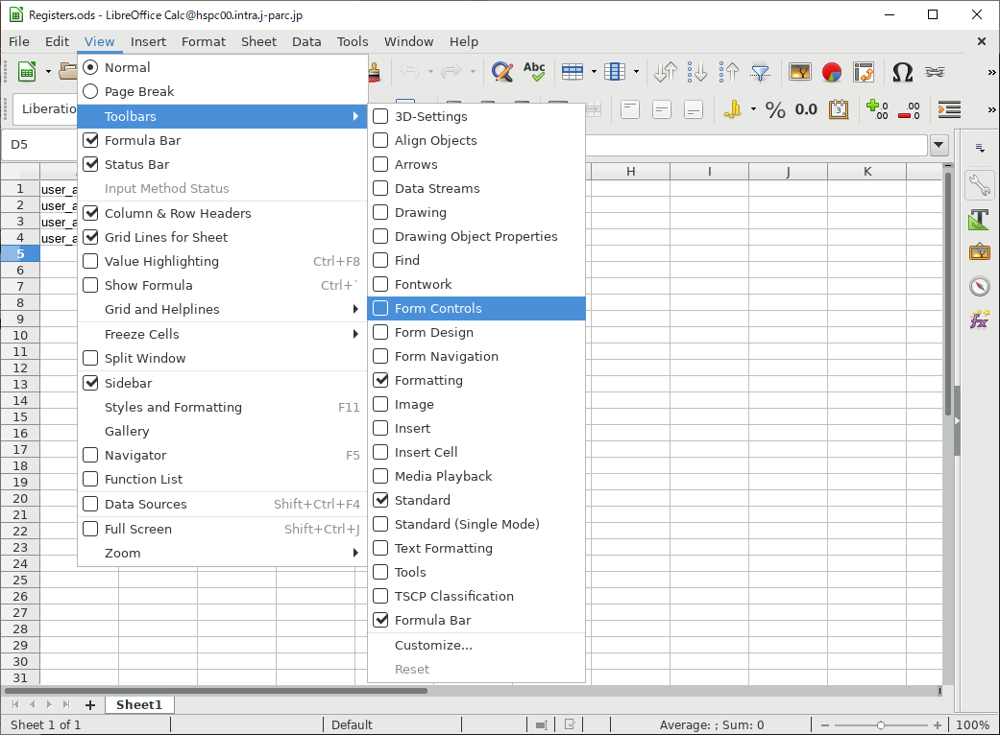 Registers.ods - LibreOffice Calc@hspc00.intra.j-parc.jp
File Edit View Insert Format Sheet Data Tools Window Help
Abc
Liberatio
% 0.0 .00 .00
D5
H I J K
1 user_a
2 user_a
3 user_a
4 user_a
5
6
7
8
9
10
11
12
13
14
15
16
17
18
19
20
21
22
23
24
25
26
27
28
29
30
31
Normal
Page Break
Toolbars
Formula Bar
Status Bar
Input Method Status
Column & Row Headers
Grid Lines for Sheet
Value Highlighting Ctrl+F8
Show Formula Ctrl+`
Grid and Helplines
Freeze Cells
Split Window
Sidebar
Styles and Formatting F11
Gallery
Navigator F5
Function List
Data Sources Shift+Ctrl+F4
Full Screen Shift+Ctrl+J
Zoom
3D-Settings
Align Objects
Arrows
Data Streams
Drawing
Drawing Object Properties
Find
Fontwork
Form Controls
Form Design
Form Navigation
Formatting
Image
Insert
Insert Cell
Media Playback
Standard
Standard (Single Mode)
Text Formatting
Tools
TSCP Classification
Formula Bar
Customize...
Reset
Sheet1
Sheet 1 of 1 Default Average: ; Sum: 0 100%